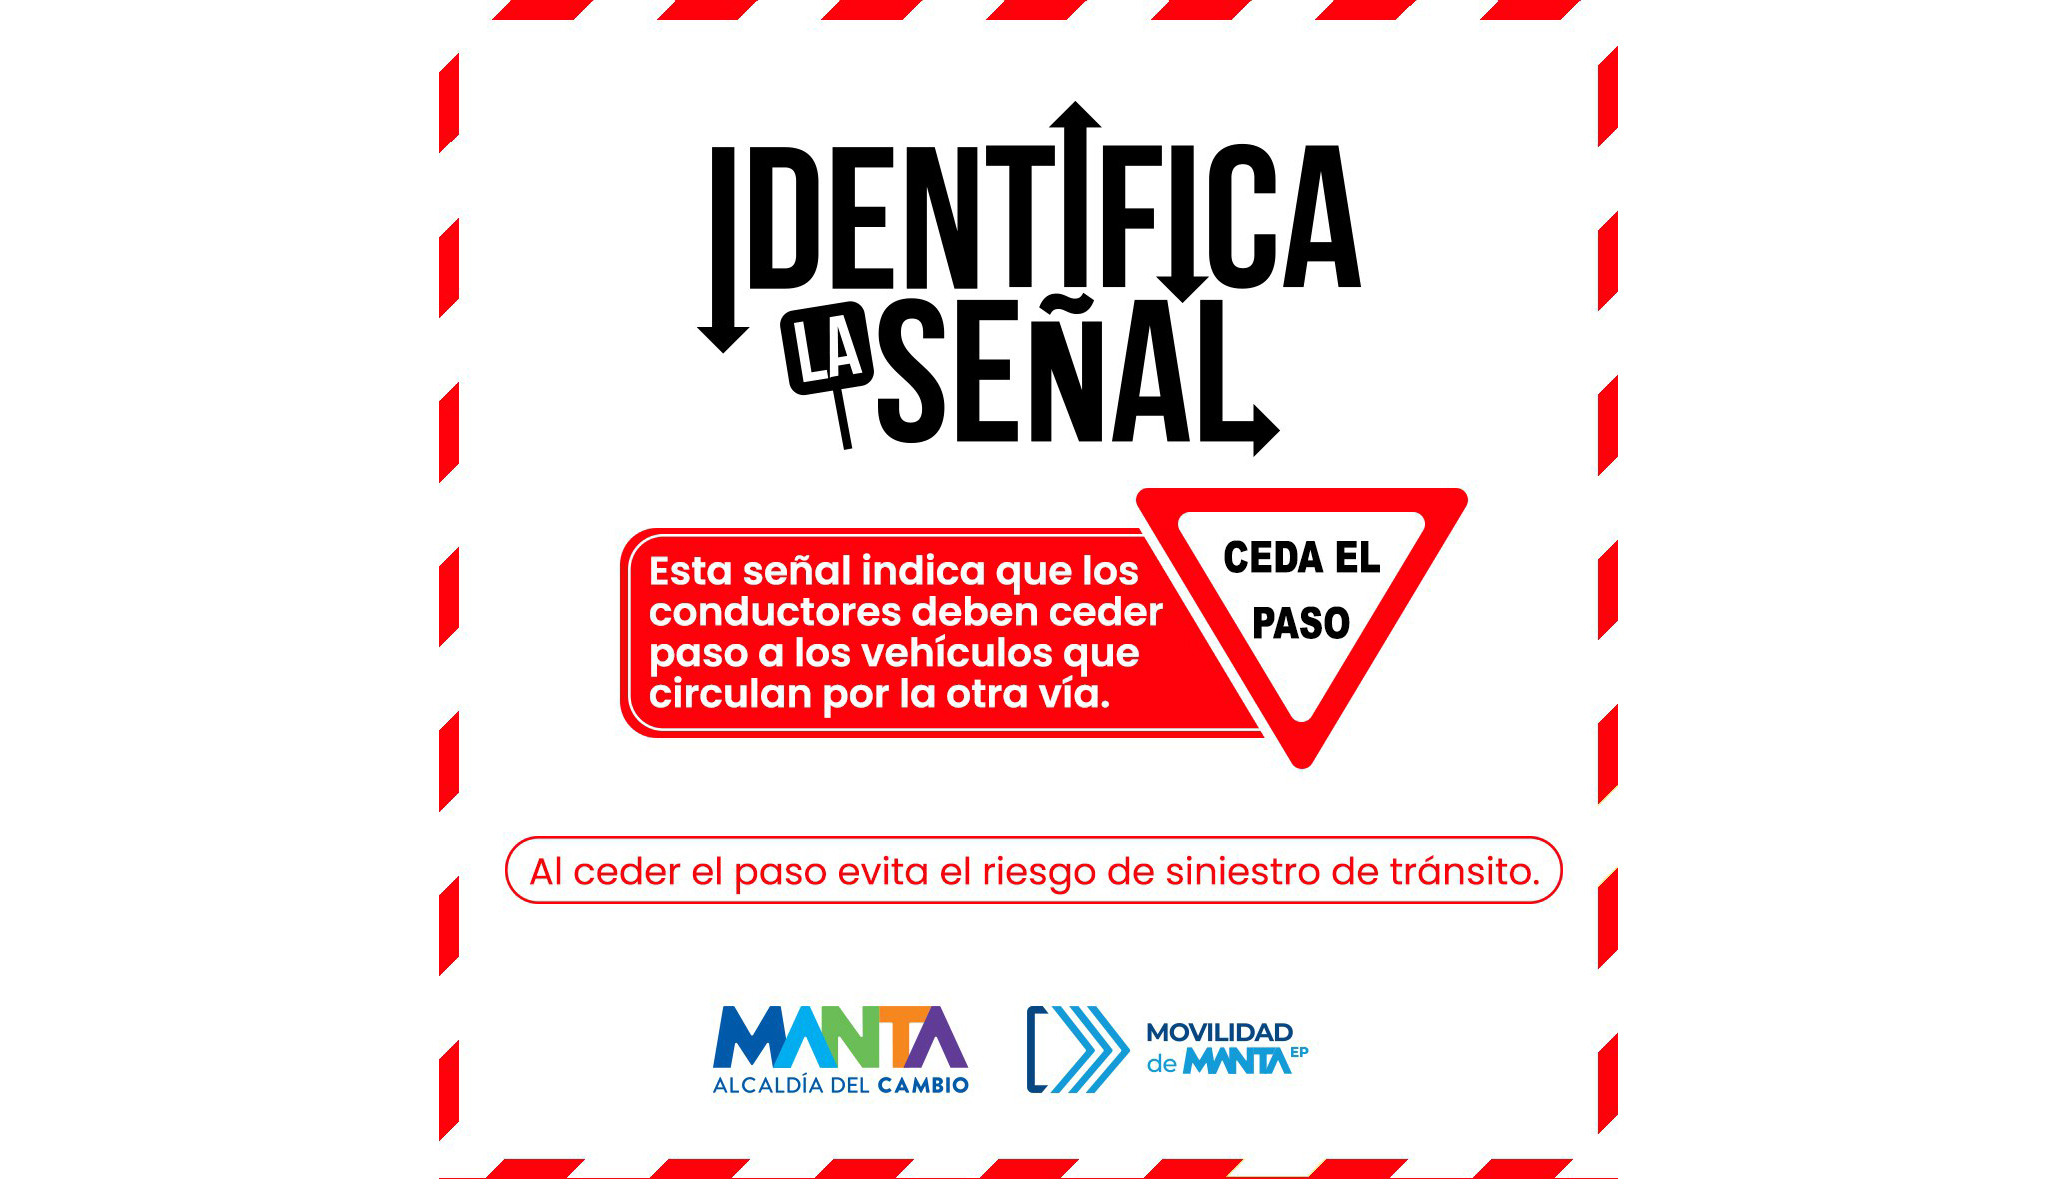 IDENTIFICA
LA SEÑAL
Esta señal indica que los
conductores deben ceder
paso a los vehículos que
circulan por la otra vía.
CEDA EL
PASO
Al ceder el paso evita el riesgo de siniestro de tránsito.
MANTA
ALCALDÍA DEL CAMBIO
MOVILIDAD
de MANTA EP